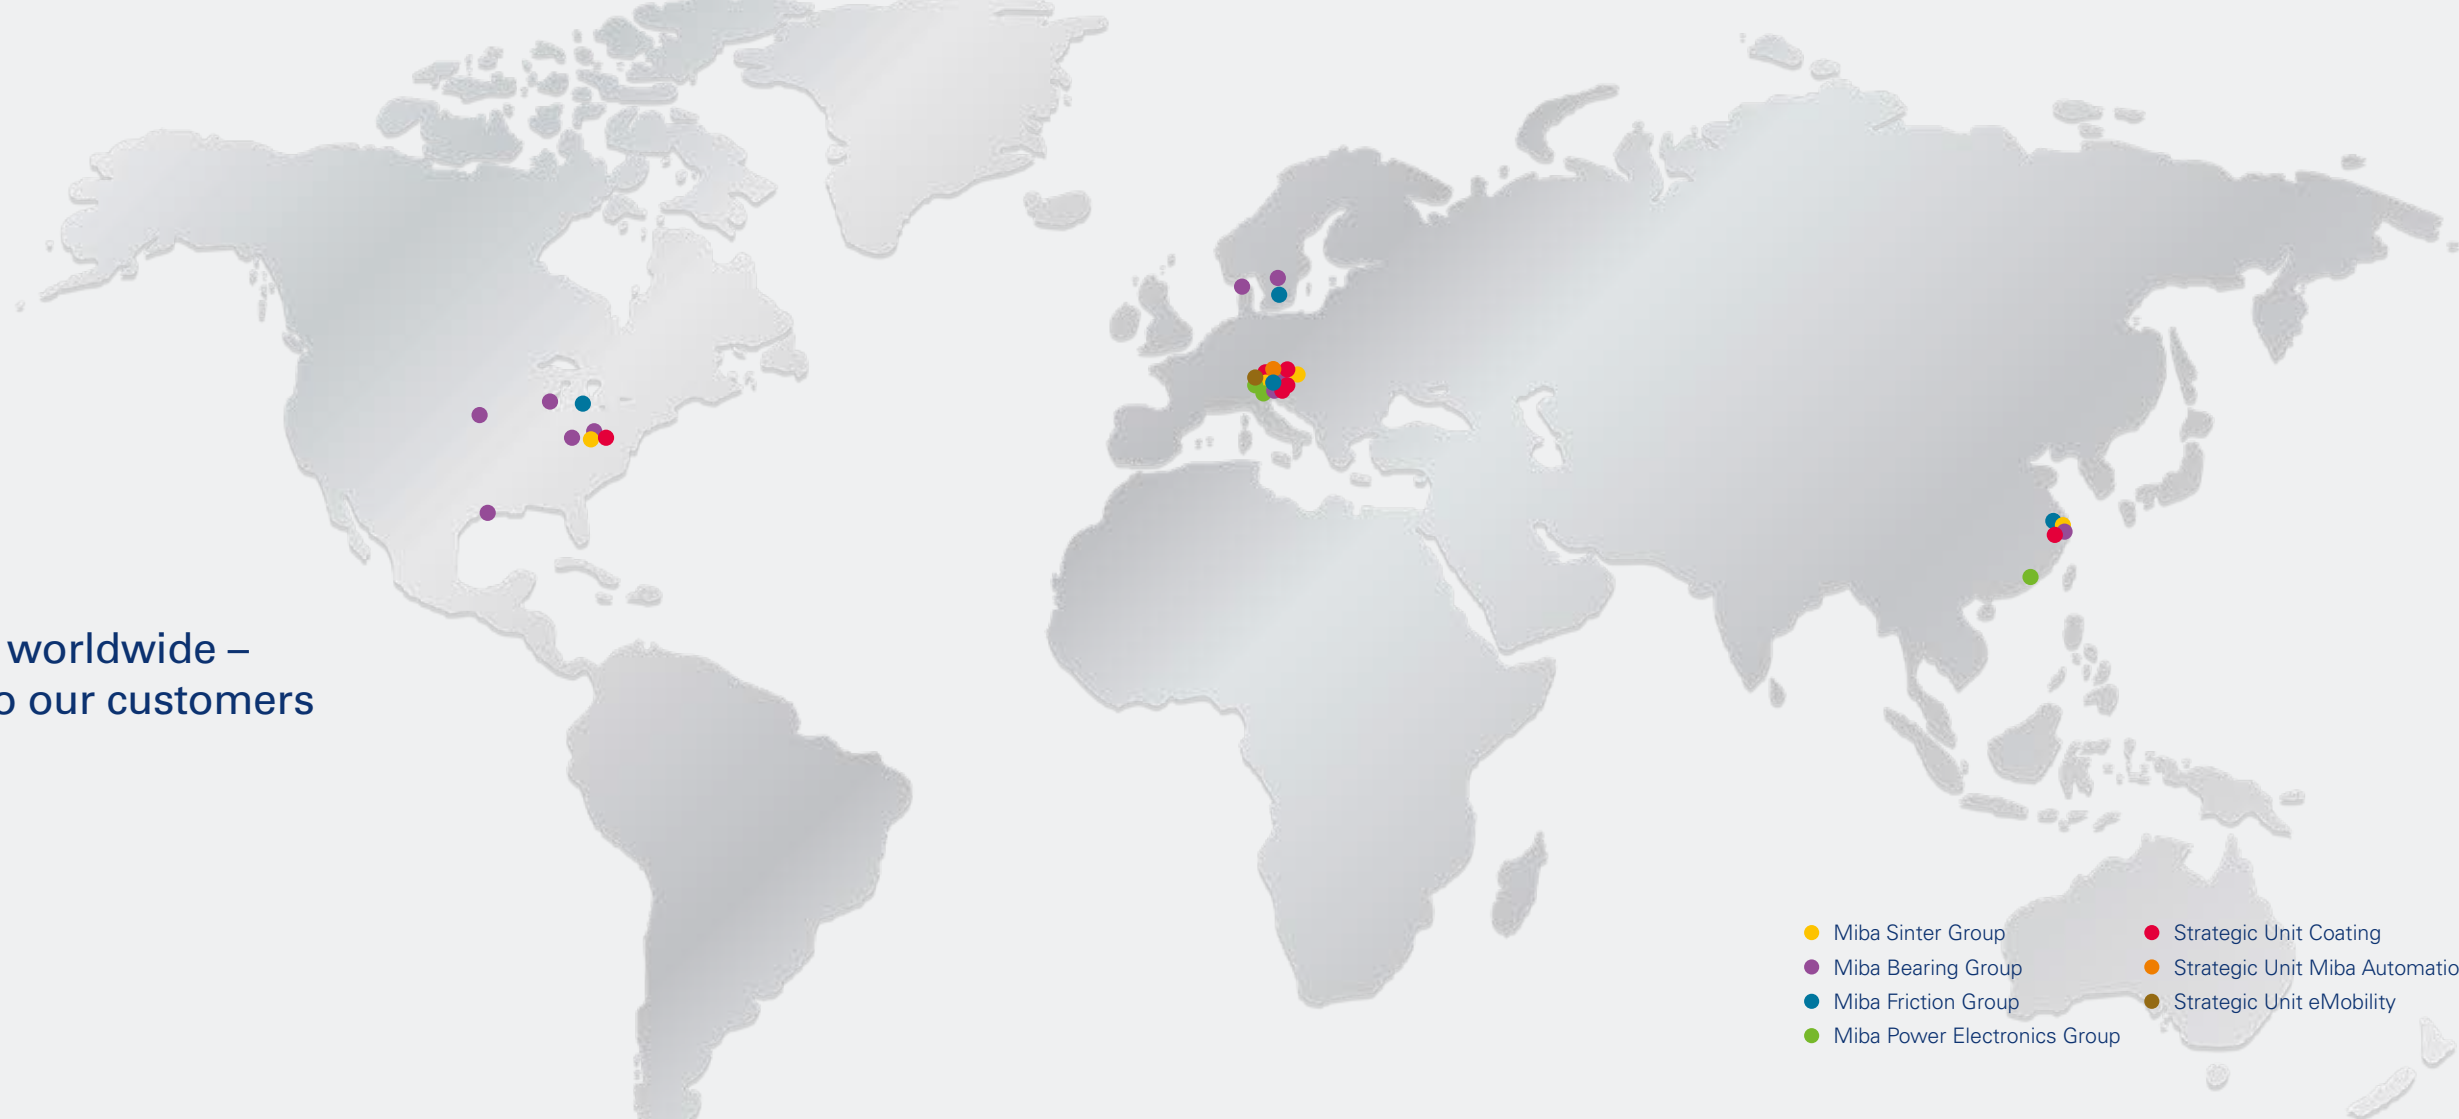 worldwide –
our customers
Miba Sinter Group
Miba Bearing Group
Miba Friction Group
Miba Power Electronics Group
Strategic Unit Coating
Strategic Unit Miba Automatio
Strategic Unit eMobility